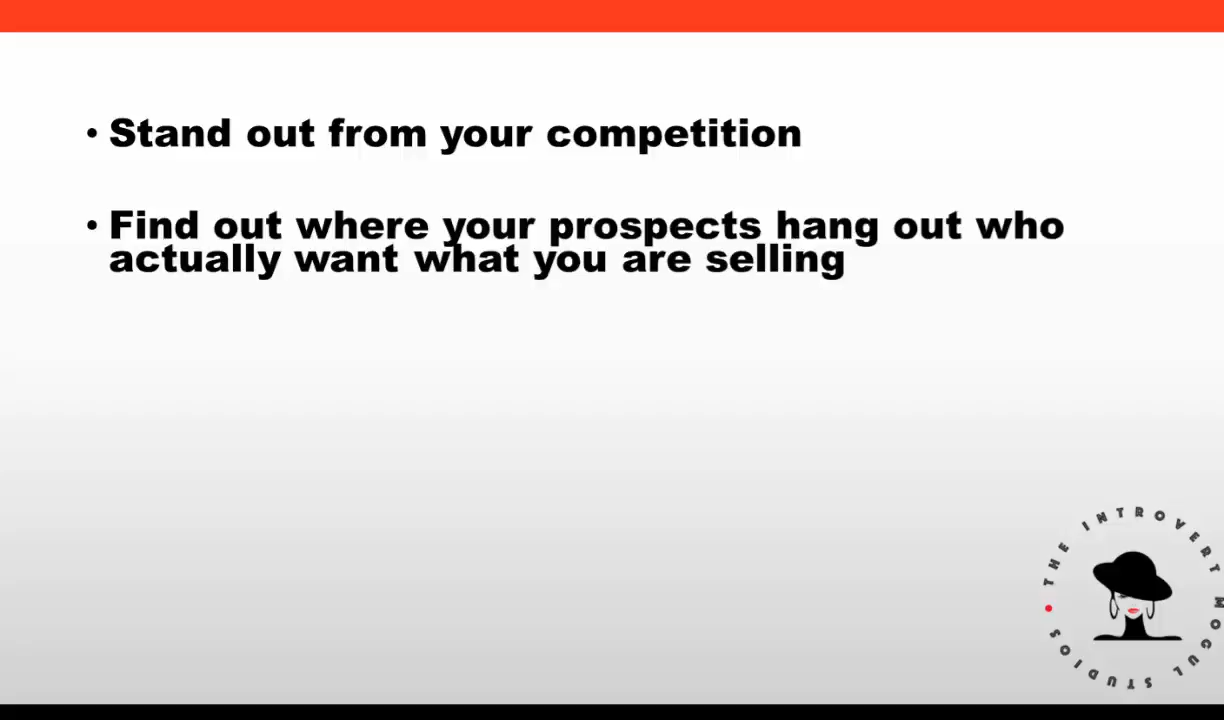 • Stand out from your competition
• Find out where your prospects hang out who
actually want what you are selling
THE INTROVERT MOGUL STUDIOS